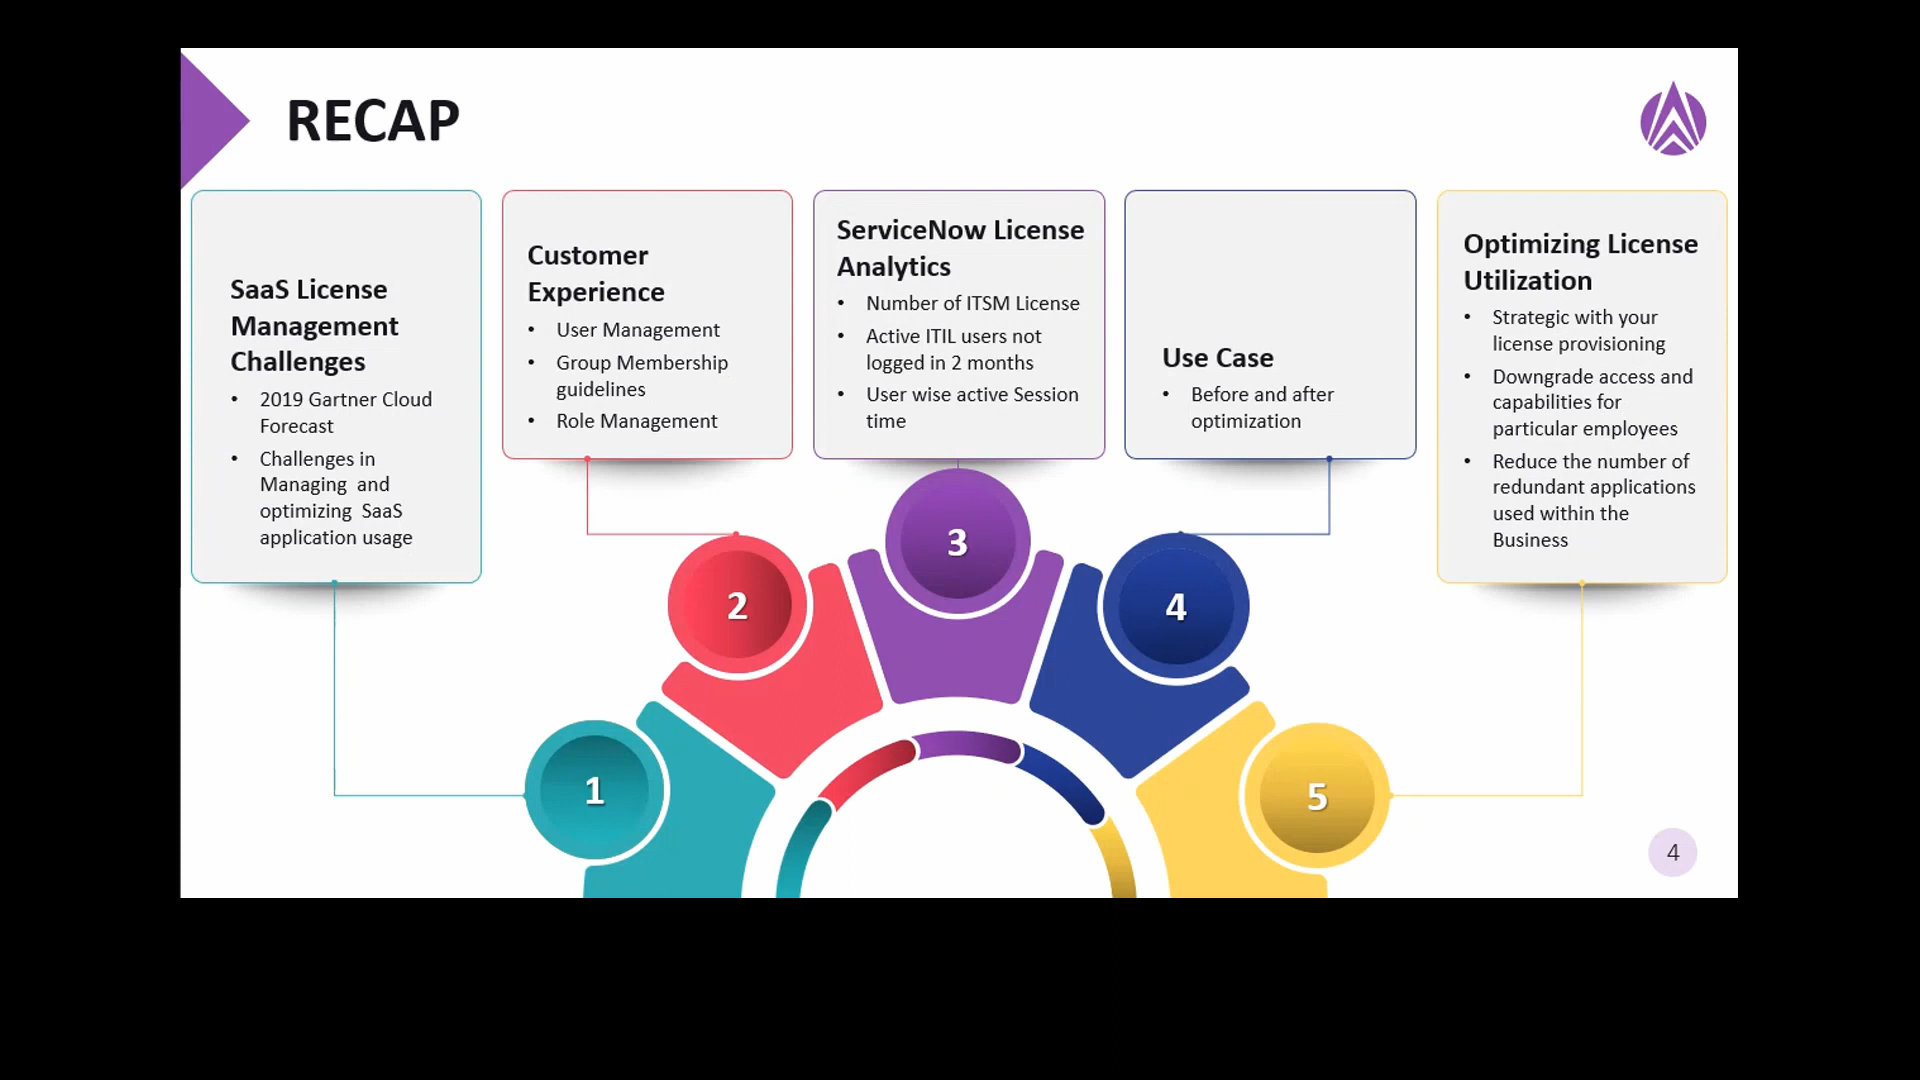 RECAP
SaaS License
Management
Challenges
• 2019 Gartner Cloud
Forecast
• Challenges in
Managing and
optimizing SaaS
application usage
Customer
Experience
• User Management
• Group Membership
guidelines
• Role Management
ServiceNow License
Analytics
• Number of ITSM License
• Active ITIL users not
logged in 2 months
• User wise active Session
time
Use Case
• Before and after
optimization
Optimizing License
Utilization
• Strategic with your
license provisioning
• Downgrade access and
capabilities for
particular employees
• Reduce the number of
redundant applications
used within the
Business
1
2
3
4
5
4